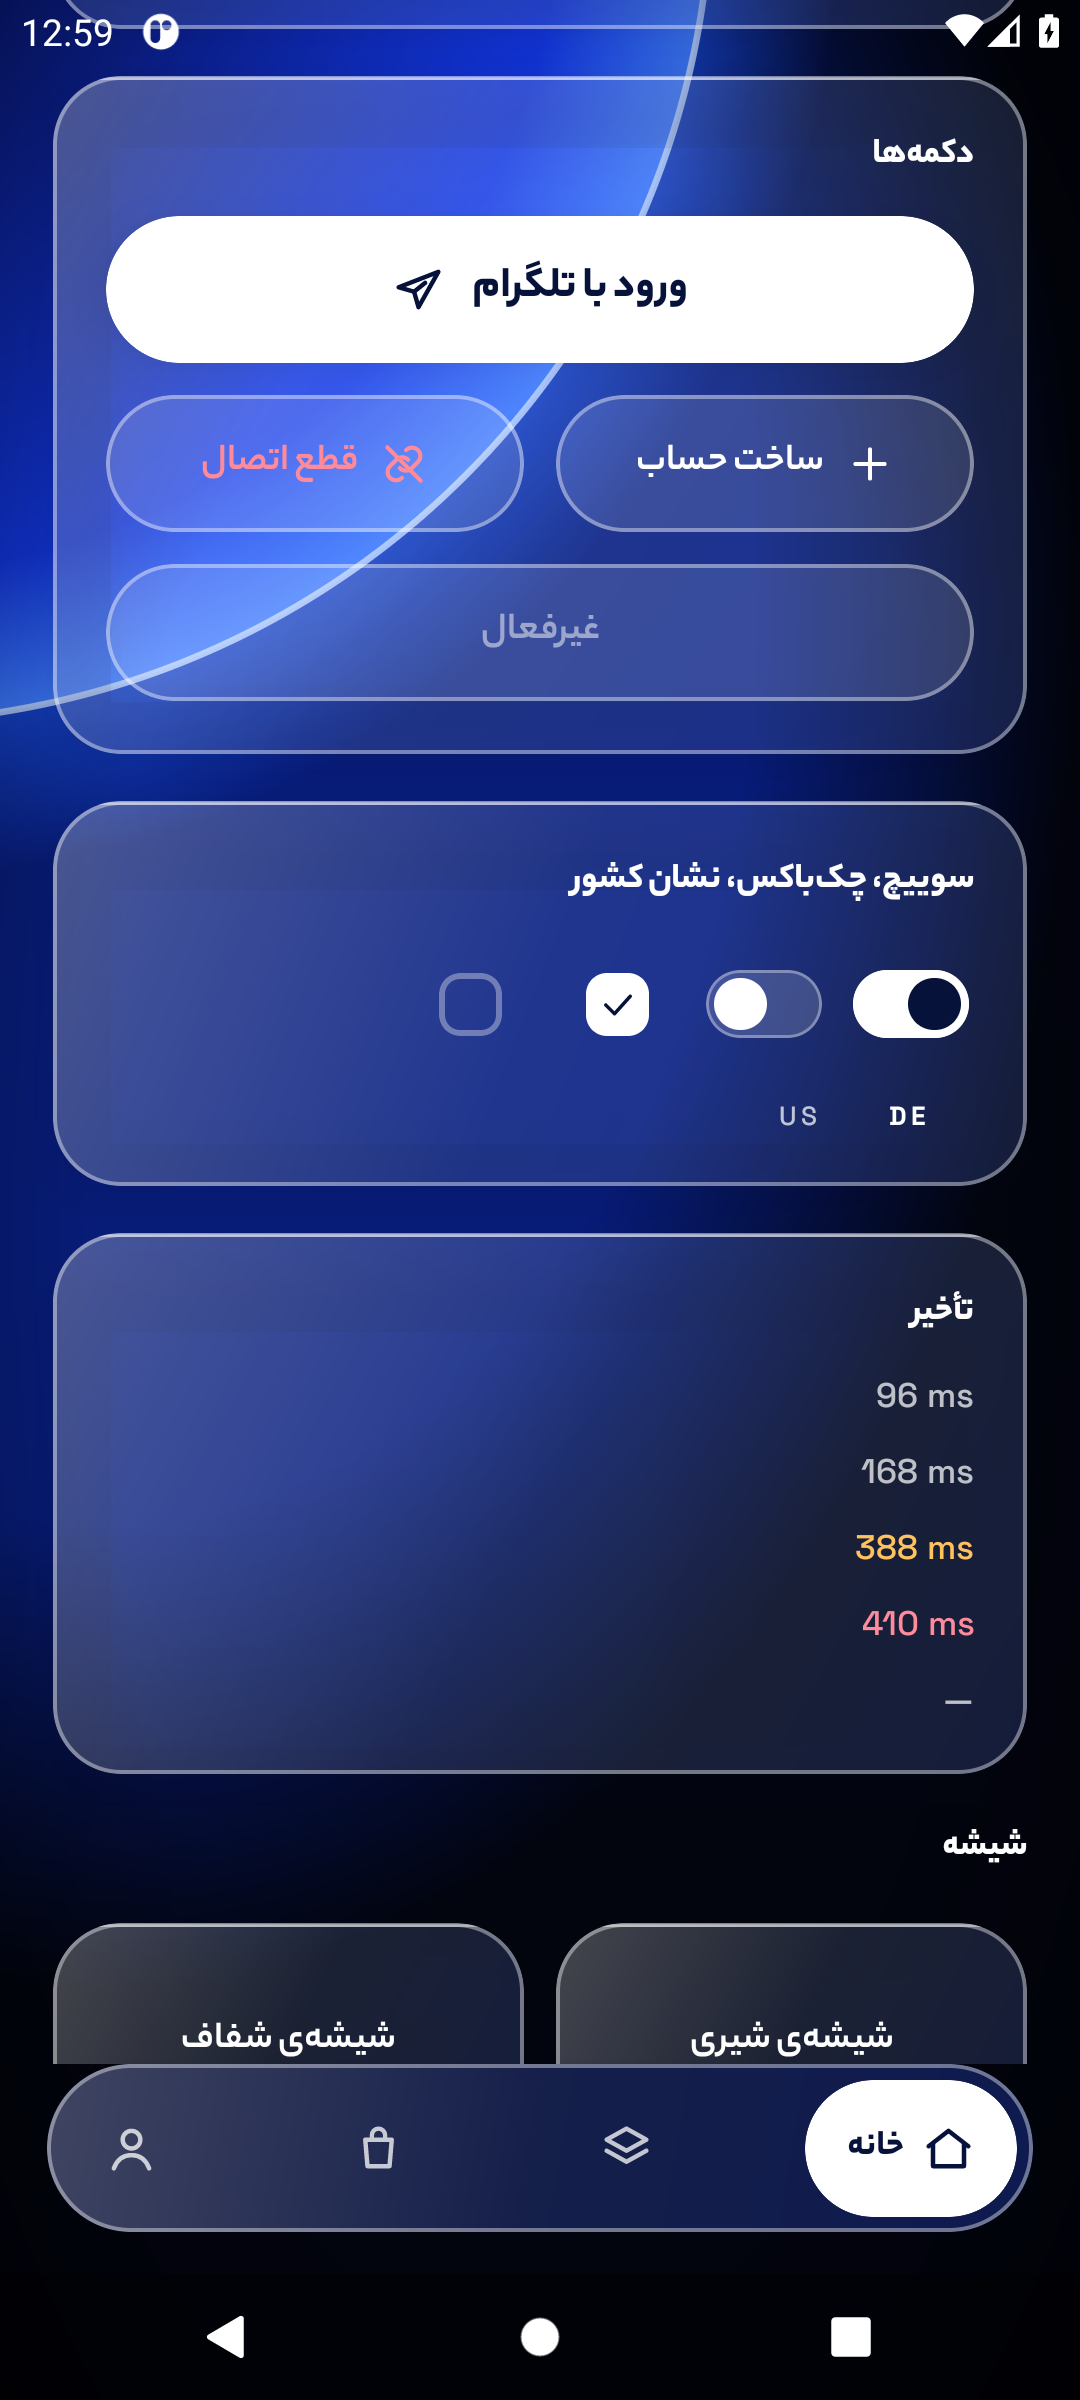 12:59
دکمه‌ها
ورود با تلگرام
ساخت حساب
قطع اتصال
غیرفعال
سوییچ، چک‌باکس، نشان کشور
DE
US
تأخیر
96 ms
168 ms
388 ms
410 ms
—
شیشه
شیشه‌ی شیری
شیشه‌ی شفاف
خانه